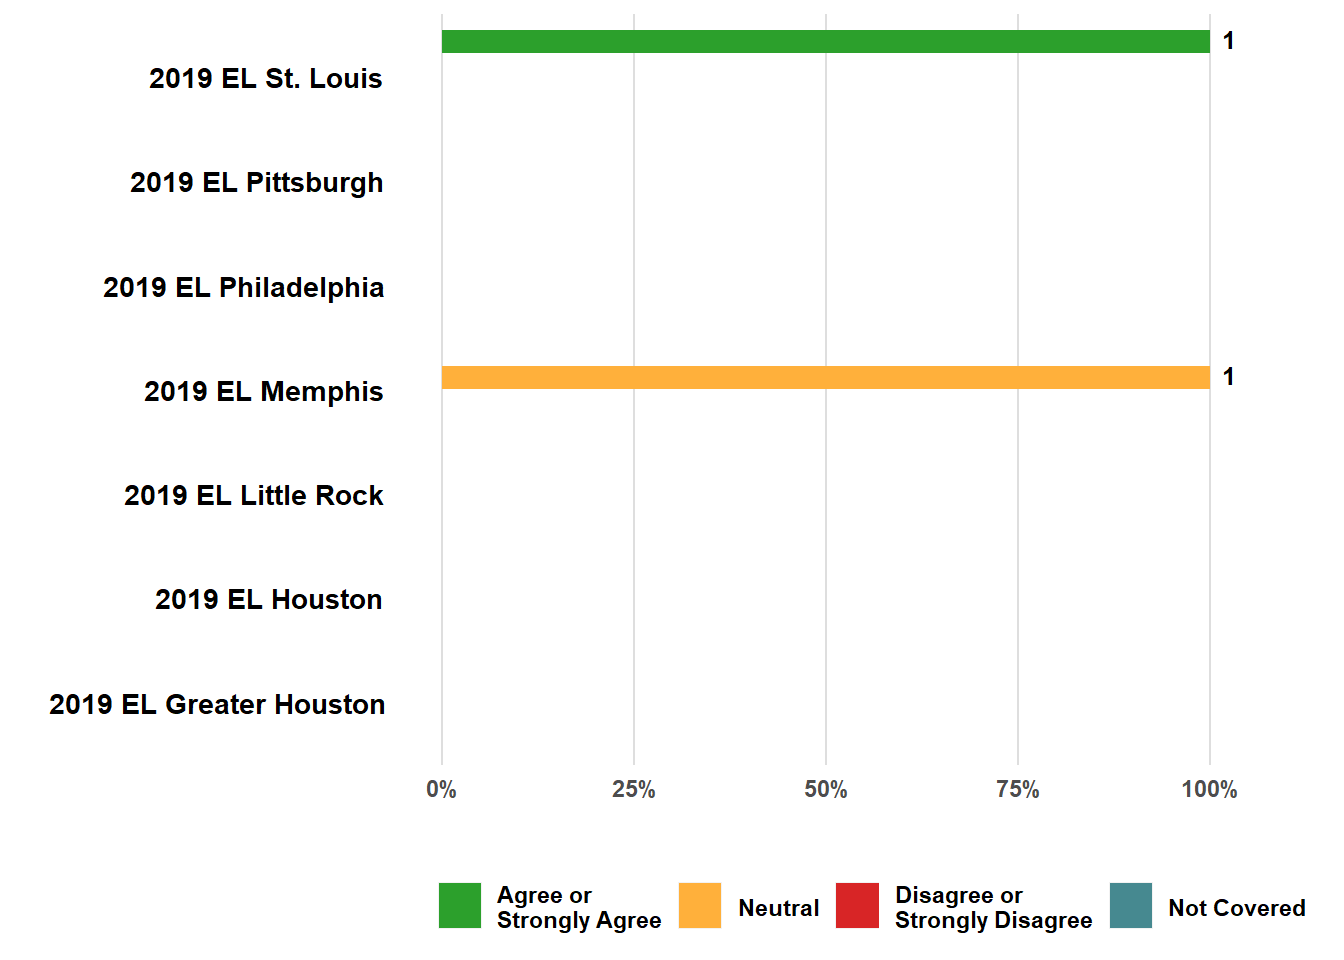 1
2019 EL St. Louis
2019 EL Pittsburgh
2019 EL Philadelphia
1
2019 EL Memphis
2019 EL Little Rock
2019 EL Houston
2019 EL Greater Houston
0% 25% 50% 75% 100%
Agree or
Strongly Agree
Neutral
Disagree or
Strongly Disagree
Not Covered